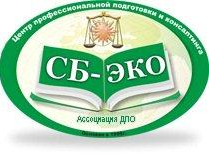 Центр профессиональной подготовки и консалтинга
СБ-ЭКО
Ассоциация ДПО